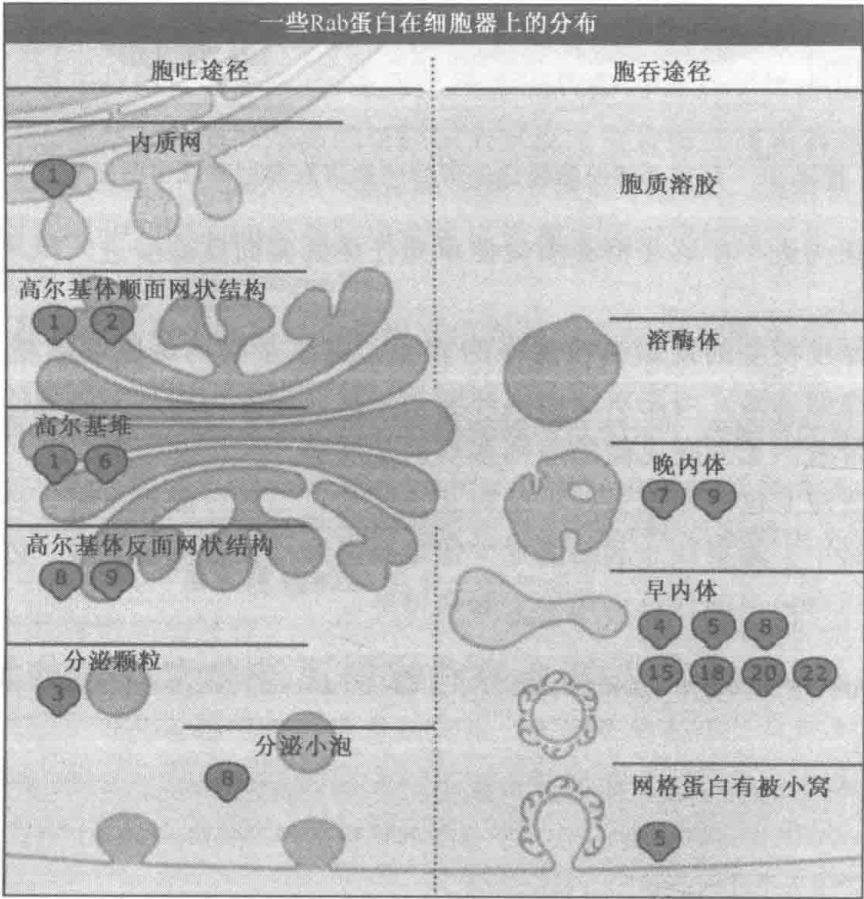 一些Rab蛋白在细胞器上的分布
胞吐途径
内质网
1
高尔基体顺面网状结构
1 2
高尔基堆
1 6
高尔基体反面网状结构
8 9
分泌颗粒
3
分泌小泡
8
胞吞途径
胞质溶胶
溶酶体
晚内体
7 9
早内体
4 5 8
15 18 20 22
网格蛋白有被小窝
5